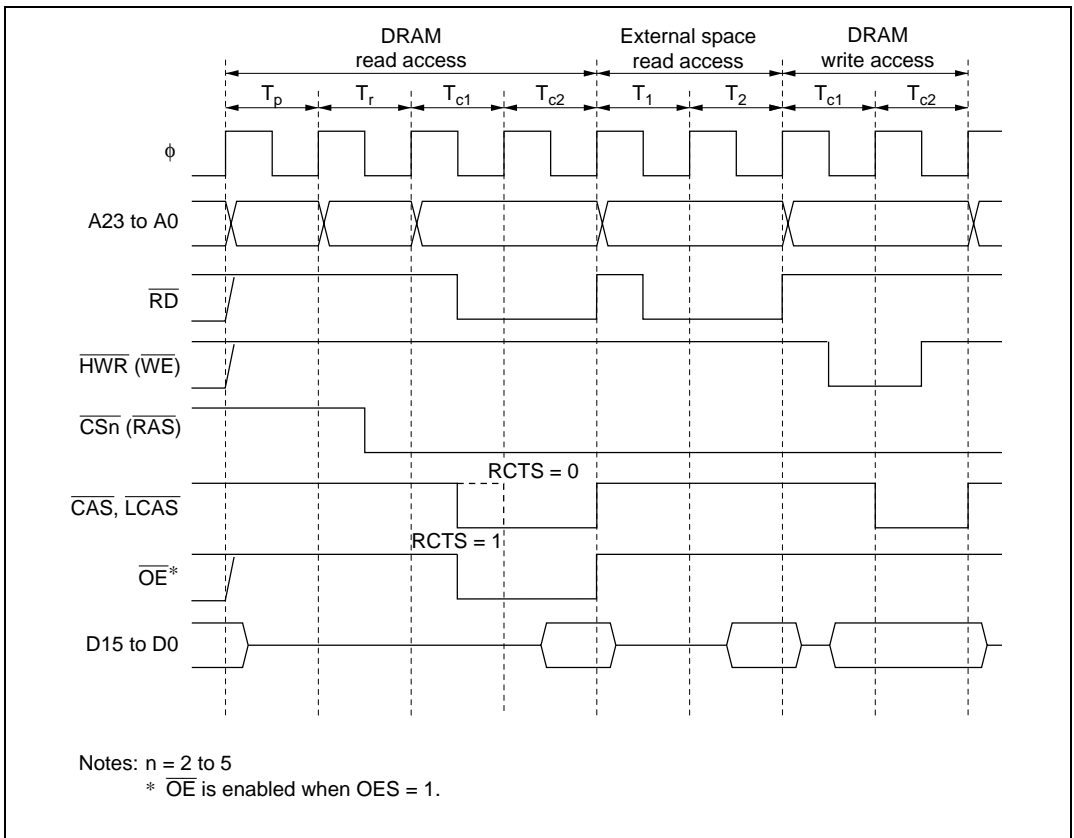 DRAM
read access
External space
read access
DRAM
write access
Tp Tr Tc1 Tc2 T1 T2 Tc1 Tc2
ϕ
A23 to A0
RD
HWR (WE)
CSn (RAS)
RCTS = 0
CAS, LCAS
RCTS = 1
OE*
D15 to D0
Notes: n = 2 to 5
* OE is enabled when OES = 1.